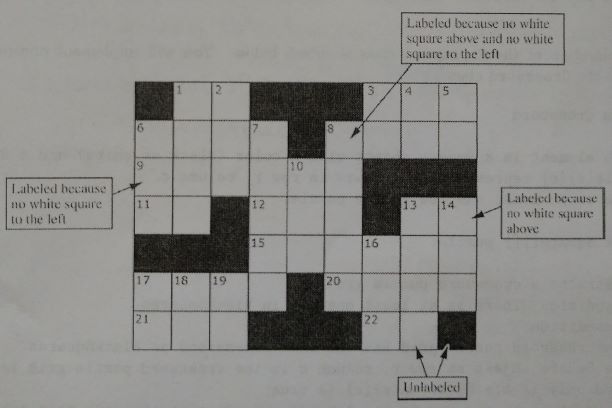 Labeled because no white
square above and no white
square to the left
1 2 3 4 5
6 7 8
9 10
Labeled because
no white square
to the left
11 12 13 14
Labeled because
no white square
above
15 16
17 18 19 20
21 22
Unlabeled